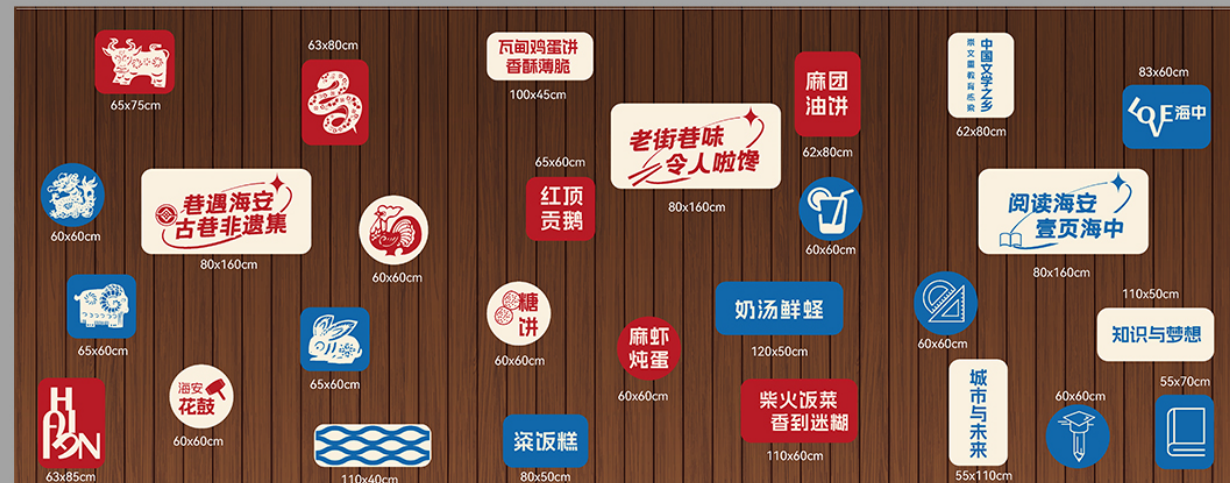 65x75cm
63x80cm
60x60cm
巷遇海安
古巷非遗集
80x160cm
60x60cm
65x60cm
65x60cm
HAIAN
63x85cm
海安
花鼓
60x60cm
110x40cm
瓦甸鸡蛋饼
香酥薄脆
100x45cm
老街巷味
令人啦馋
80x160cm
麻团
油饼
62x80cm
65x60cm
红顶
贡鹅
60x60cm
糖
饼
60x60cm
麻虾
炖蛋
60x60cm
奶汤鲜蛏
120x50cm
粢饭糕
80x50cm
柴火饭菜
香到迷糊
110x60cm
中国文学之乡
62x80cm
83x60cm
LOVE海中
阅读海安
壹页海中
80x160cm
60x60cm
110x50cm
知识与梦想
城市与未来
55x110cm
60x60cm
55x70cm